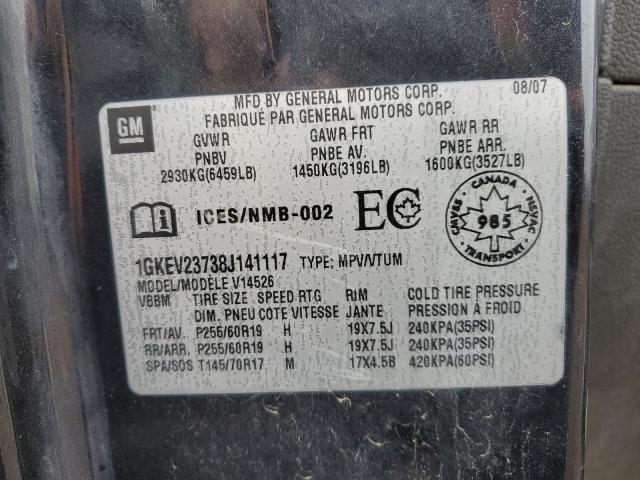 MFD BY GENERAL MOTORS CORP. 08/07
FABRIQUÉ PAR GENERAL MOTORS CORP.
GM
GVWR GAWR FRT GAWR RR
PNBV PNBE AV. PNBE ARR.
2930KG(6459LB) 1450KG(3196LB) 1600KG(3527LB)
ICES/NMB-002 EC
CANADA
CMVSS 985 NSVAC
TRANSPORT
1GKEV23738J141117 TYPE: MPV/VTUM
MODEL/MODÈLE V14526
VBBM TIRE SIZE SPEED RTG RIM COLD TIRE PRESSURE
DIM. PNEU COTE VITESSE JANTE PRESSION À FROID
FRT/AV. P255/60R19 H 19X7.5J 240KPA(35PSI)
RR/ARR. P255/60R19 H 19X7.5J 240KPA(35PSI)
SPA/SOS T145/70R17 M 17X4.5B 420KPA(60PSI)